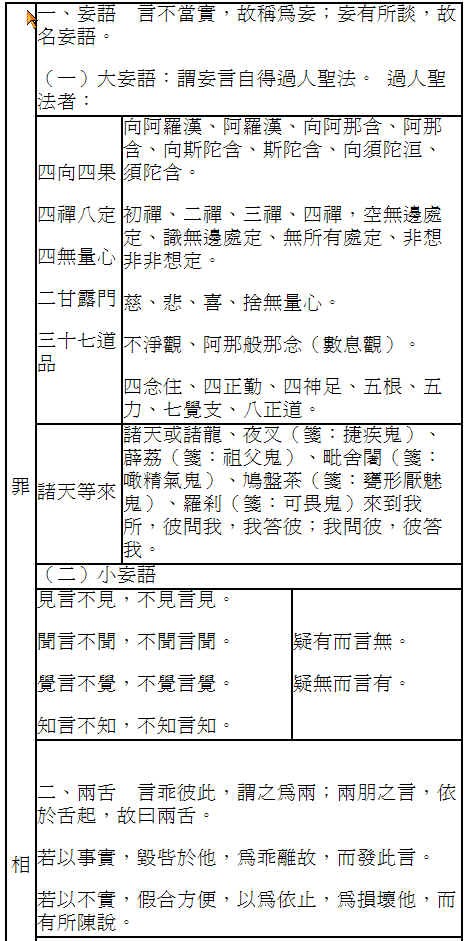 一、妄語　言不當實，故稱爲妄；妄有所談，故
名妄語。
（一）大妄語：謂妄言自得過人聖法。　過人聖
法者：
四向四果
四禪八定
四無量心
二甘露門
三十七道
品
向阿羅漢、阿羅漢、向阿那含、阿那
含、向斯陀含、斯陀含、向須陀洹、
須陀含。
初禪、二禪、三禪、四禪，空無邊處
定、識無邊處定、無所有處定、非想
非非想定。
慈、悲、喜、捨無量心。
不淨觀、阿那般那念（數息觀）。
四念住、四正勤、四神足、五根、五
力、七覺支、八正道。
罪
諸天等來
諸天或諸龍、夜叉（箋：捷疾鬼）、
薜荔（箋：祖父鬼）、毗舍闍（箋：
噉精氣鬼）、鳩盤茶（箋：甕形厭魅
鬼）、羅剎（箋：可畏鬼）來到我
所，彼問我，我答彼；我問彼，彼答
我。
（二）小妄語
見言不見，不見言見。
聞言不聞，不聞言聞。
覺言不覺，不覺言覺。
知言不知，不知言知。
疑有而言無。
疑無而言有。
相
二、兩舌　言乖彼此，謂之爲兩；兩朋之言，依
於舌起，故曰兩舌。
若以事實，毀呰於他，爲乖離故，而發此言。
若以不實，假合方便，以爲依止，爲損壞他，而
有所陳說。